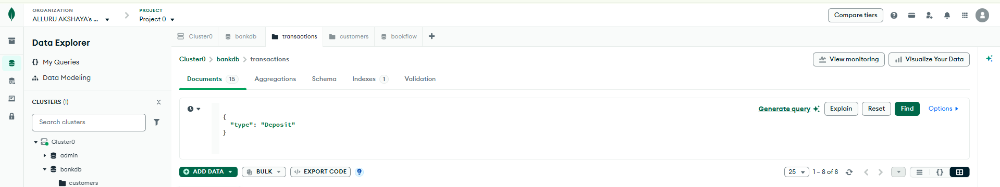 ORGANIZATION
ALLURU AKSHAYA's ...
PROJECT
Project 0
Compare tiers
Data Explorer
My Queries
Data Modeling
CLUSTERS (1)
Search clusters
Cluster0
admin
bankdb
customers
Cluster0 bankdb transactions customers bookflow
Cluster0 > bankdb > transactions
View monitoring
Visualize Your Data
Documents 15 Aggregations Schema Indexes 1 Validation
{
"type": "Deposit"
}
Generate query Explain Reset Find Options
ADD DATA BULK EXPORT CODE
25 1 – 8 of 8